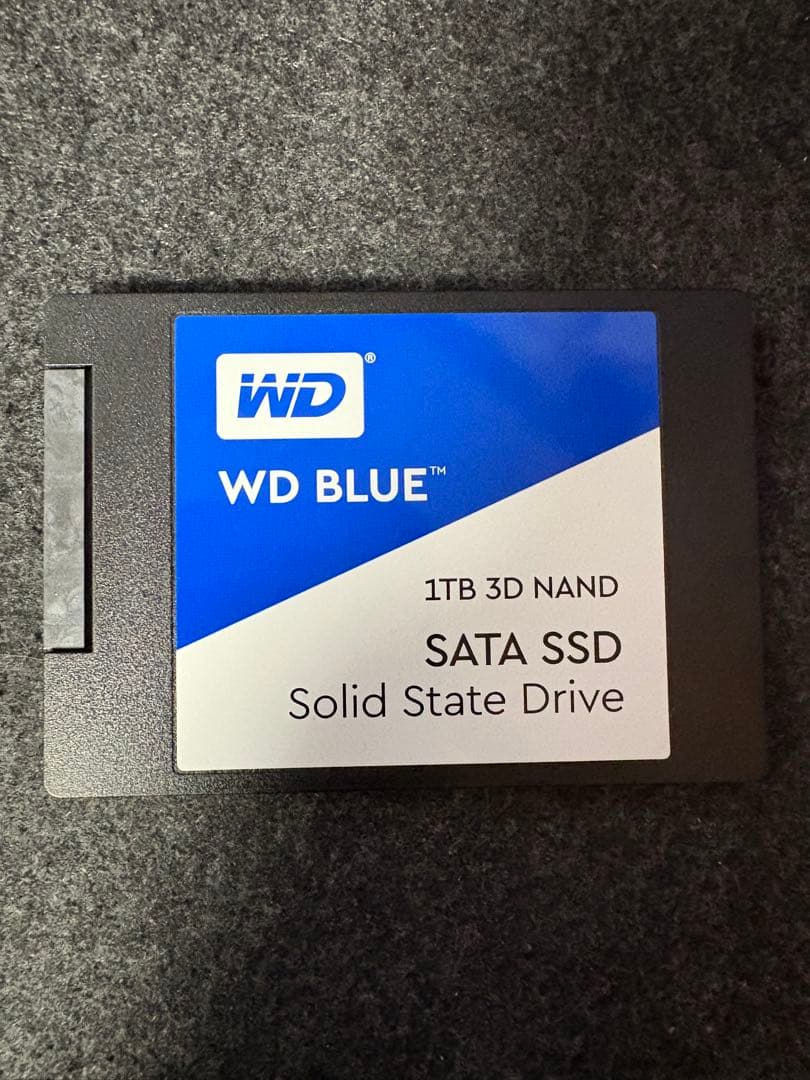 WD®
WD BLUE™
1TB 3D NAND
SATA SSD
Solid State Drive